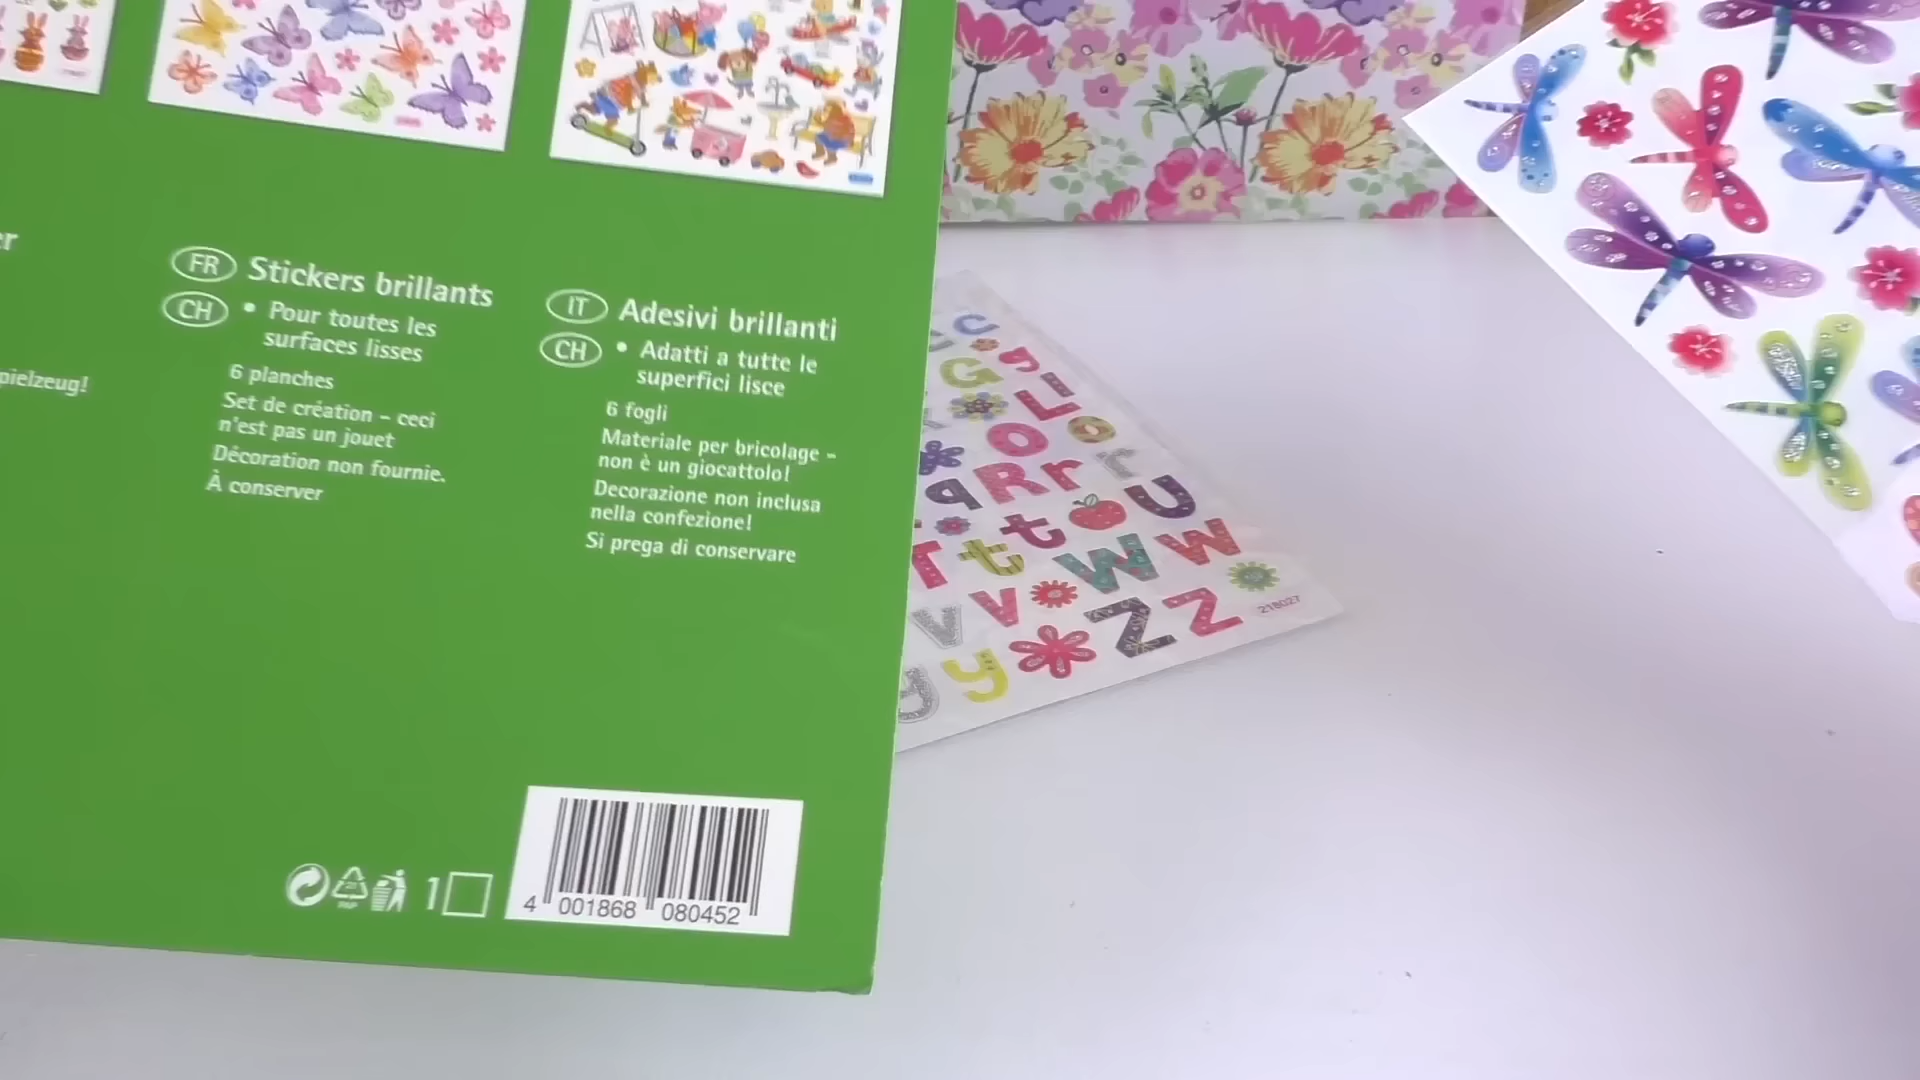 pielzeug!
FR Stickers brillants
CH • Pour toutes les
surfaces lisses
6 planches
Set de création – ceci
n'est pas un jouet
Décoration non fournie.
À conserver
IT Adesivi brillanti
CH • Adatti a tutte le
superfici lisce
6 fogli
Materiale per bricolage –
non è un giocattolo!
Decorazione non inclusa
nella confezione!
Si prega di conservare
1
4 001868 080452
G
L
O
q R r r
t U
T t W W
V V Z Z 218027
y y